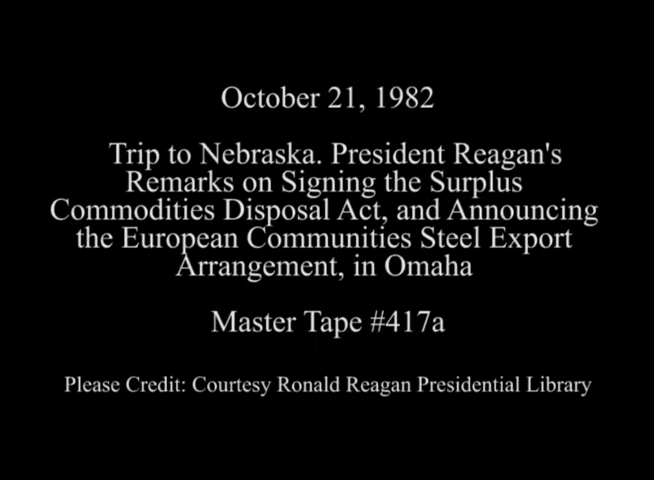 October 21, 1982
Trip to Nebraska. President Reagan's
Remarks on Signing the Surplus
Commodities Disposal Act, and Announcing
the European Communities Steel Export
Arrangement, in Omaha
Master Tape #417a
Please Credit: Courtesy Ronald Reagan Presidential Library